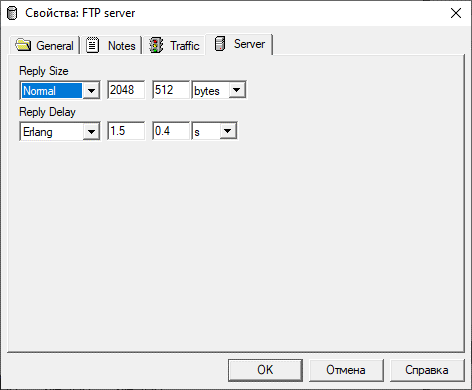 Свойства: FTP server
General Notes Traffic Server
Reply Size
Normal 2048 512 bytes
Reply Delay
Erlang 1.5 0.4 s
OK Отмена Справка